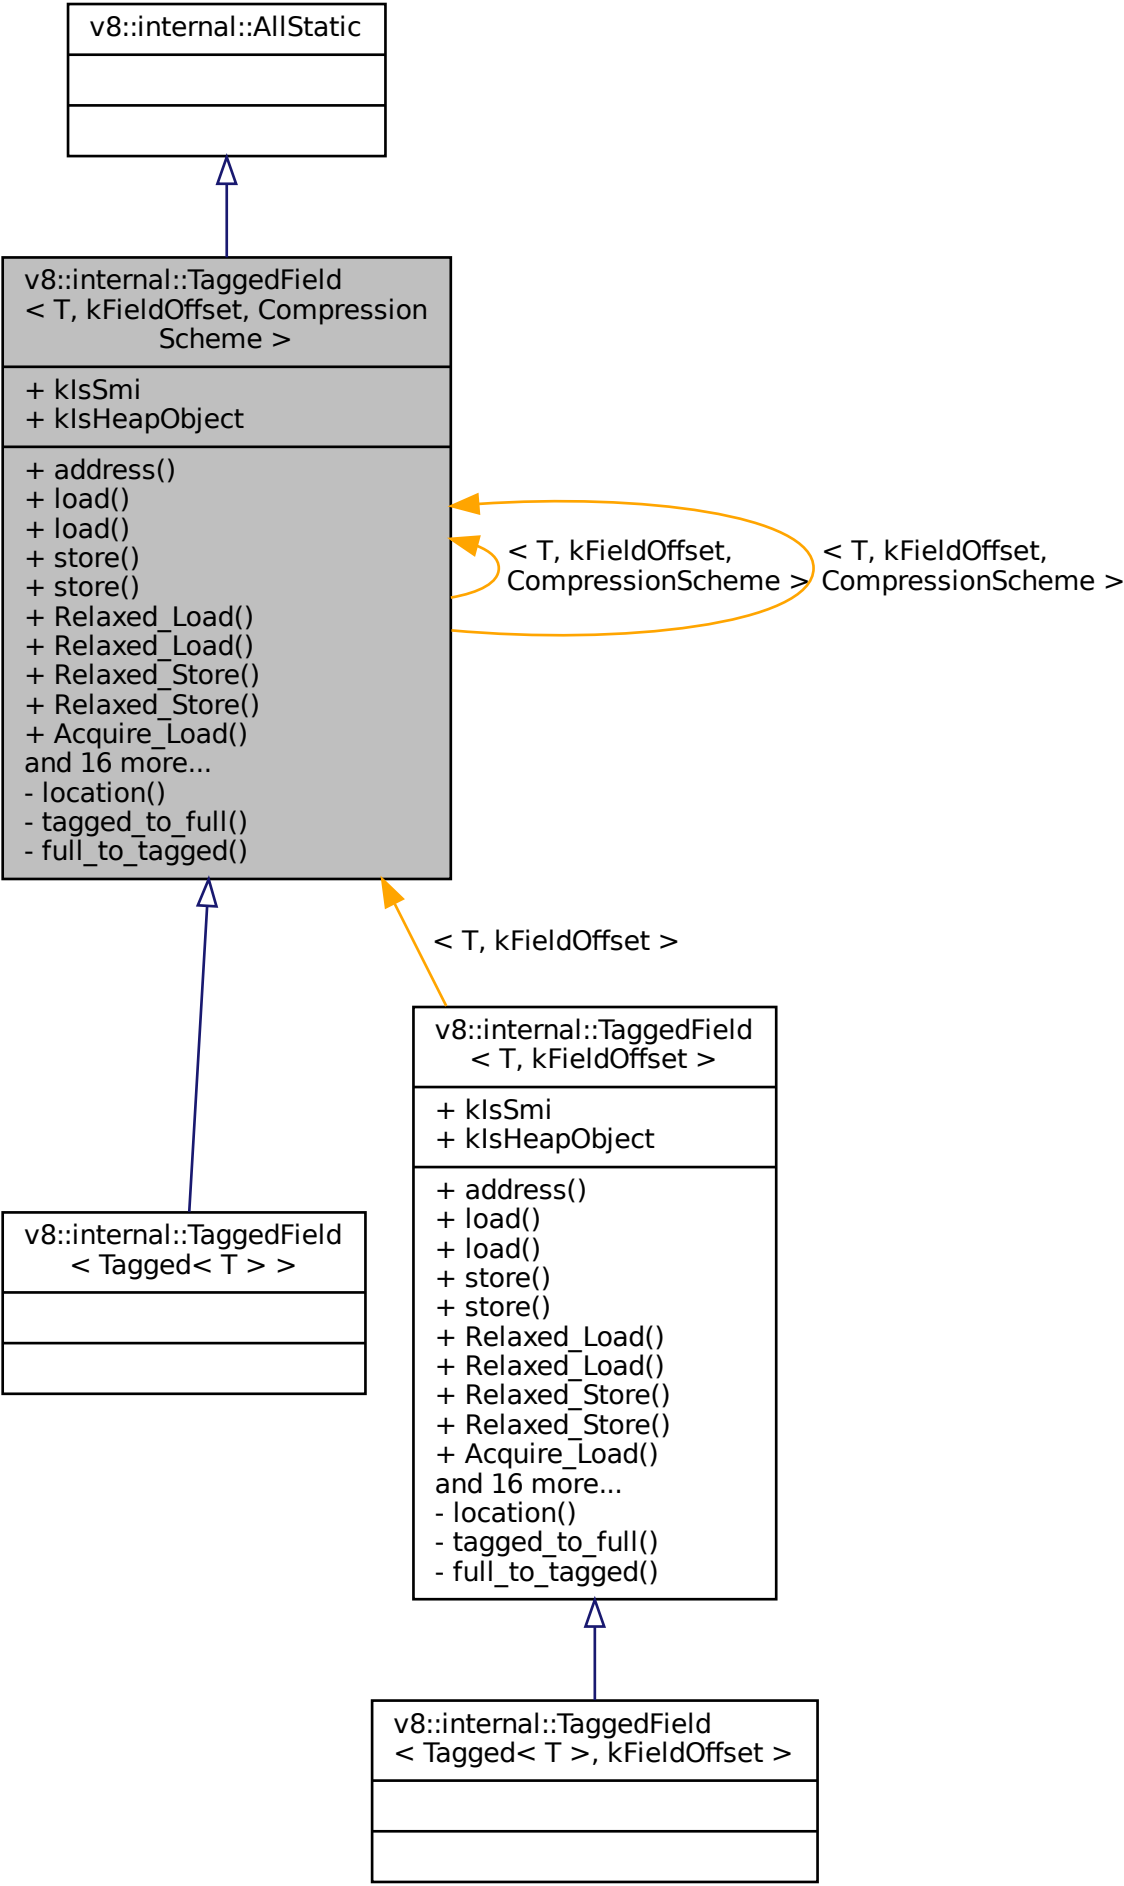 v8::internal::AllStatic
v8::internal::TaggedField
< T, kFieldOffset, Compression
Scheme >
+ kIsSmi
+ kIsHeapObject
+ address()
+ load()
+ load()
+ store()
+ store()
+ Relaxed_Load()
+ Relaxed_Load()
+ Relaxed_Store()
+ Relaxed_Store()
+ Acquire_Load()
and 16 more...
- location()
- tagged_to_full()
- full_to_tagged()
< T, kFieldOffset,
CompressionScheme >
< T, kFieldOffset,
CompressionScheme >
< T, kFieldOffset >
v8::internal::TaggedField
< T, kFieldOffset >
+ kIsSmi
+ kIsHeapObject
+ address()
+ load()
+ load()
+ store()
+ store()
+ Relaxed_Load()
+ Relaxed_Load()
+ Relaxed_Store()
+ Relaxed_Store()
+ Acquire_Load()
and 16 more...
- location()
- tagged_to_full()
- full_to_tagged()
v8::internal::TaggedField
< Tagged< T > >
v8::internal::TaggedField
< Tagged< T >, kFieldOffset >